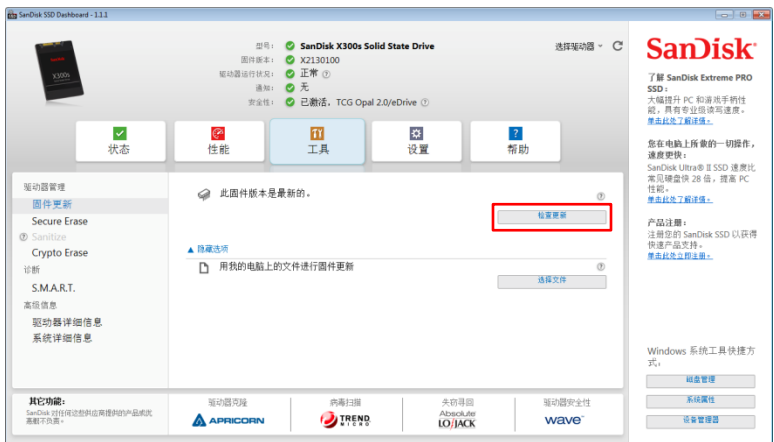 SanDisk SSD Dashboard - 1.1.1
SanDisk
X300s
型号: SanDisk X300s Solid State Drive
固件版本: X2130100
驱动器运行状况: 正常 ?
通知: 无
安全性: 已激活，TCG Opal 2.0/eDrive ?
选择驱动器
状态
性能
工具
设置
帮助
驱动器管理
固件更新
Secure Erase
? Sanitize
Crypto Erase
诊断
S.M.A.R.T.
高级信息
驱动器详细信息
系统详细信息
此固件版本是最新的。
?
检查更新
▲ 隐藏选项
用我的电脑上的文件进行固件更新
?
选择文件
其它功能:
SanDisk 对任何这些供应商提供的产品或优
惠概不负责。
驱动器克隆
APRICORN
病毒扫描
TREND
MICRO
失窃寻回
Absolute
LOJACK
驱动器安全性
wave
SanDisk
了解 SanDisk Extreme PRO
SSD:
大幅提升 PC 和游戏手柄性
能，具有专业级读写速度。
单击此处了解详情。
您在电脑上所做的一切操作，
速度更快:
SanDisk Ultra® II SSD 速度比
常见硬盘快 28 倍，提高 PC
性能。
单击此处了解详情。
产品注册:
注册您的 SanDisk SSD 以获得
快速产品支持。
单击此处立即注册。
Windows 系统工具快捷方
式:
磁盘管理
系统属性
设备管理器